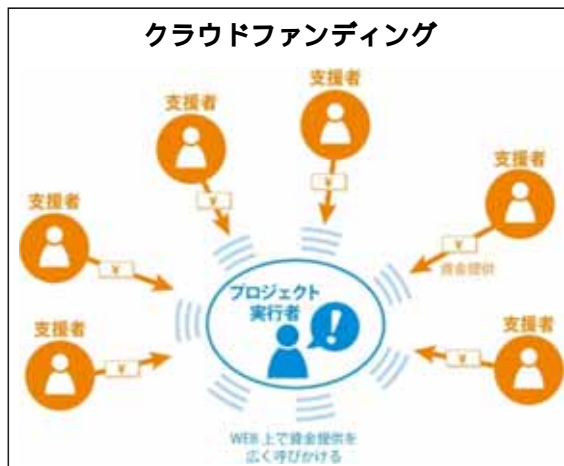 クラウドファンディング
支援者
支援者
支援者
支援者
支援者
支援者
¥
¥
¥
¥
¥
¥
資金提供
プロジェクト
実行者
!
WEB上で資金提供を
広く呼びかける